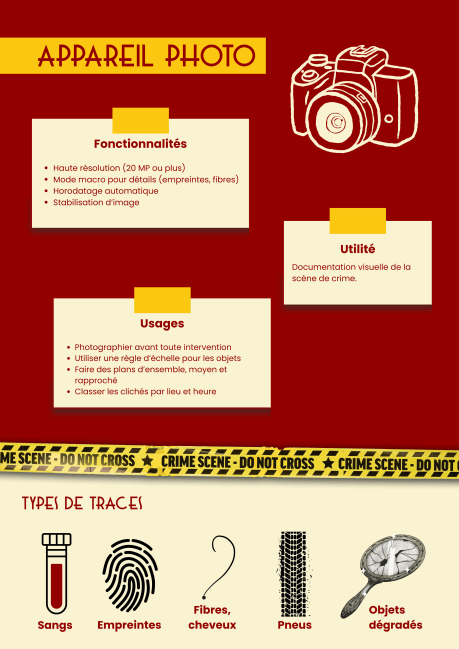 APPAREIL PHOTO
Fonctionnalités
• Haute résolution (20 MP ou plus)
• Mode macro pour détails (empreintes, fibres)
• Horodatage automatique
• Stabilisation d'image
Utilité
Documentation visuelle de la
scène de crime.
Usages
• Photographier avant toute intervention
• Utiliser une règle d'échelle pour les objets
• Faire des plans d'ensemble, moyen et
rapproché
• Classer les clichés par lieu et heure
ME SCENE - DO NOT CROSS ★ CRIME SCENE - DO NOT CROSS ★ CRIME SCENE - DO NOT C
TYPES DE TRACES
Sangs
Empreintes
Fibres,
cheveux
Pneus
Objets
dégradés